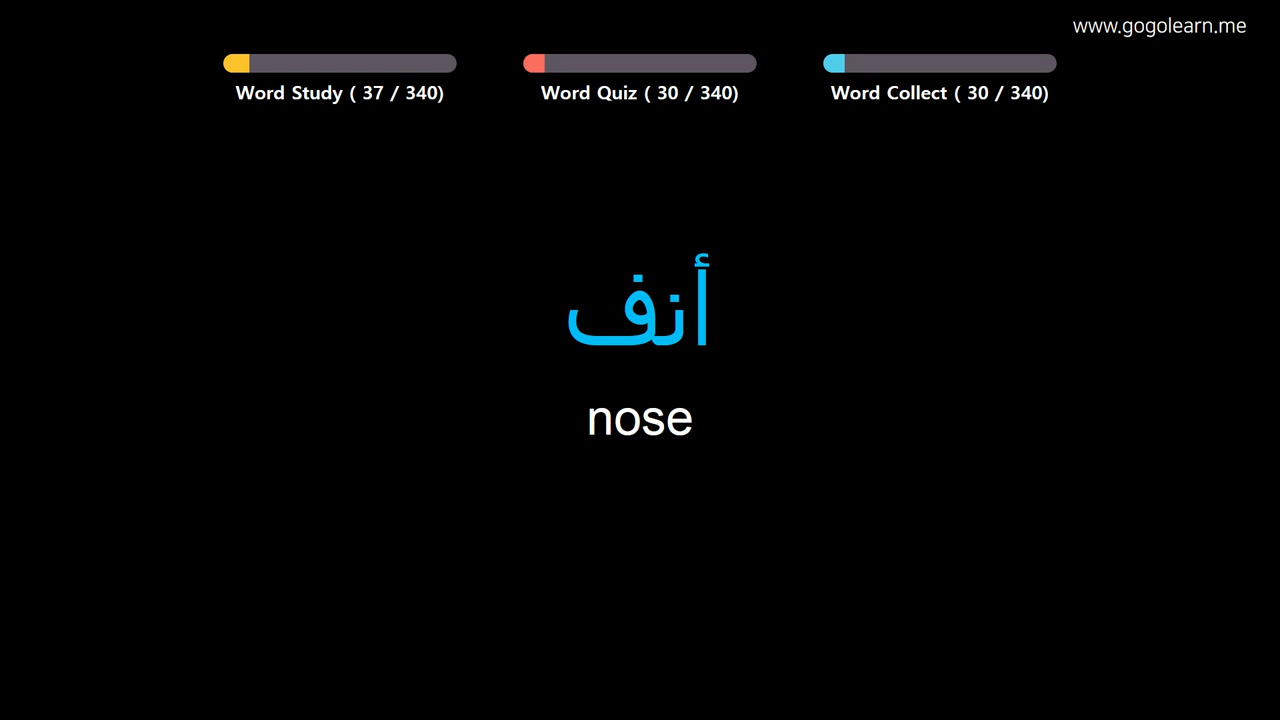 www.gogolearn.me
Word Study ( 37 / 340)
Word Quiz ( 30 / 340)
Word Collect ( 30 / 340)
أنف
nose